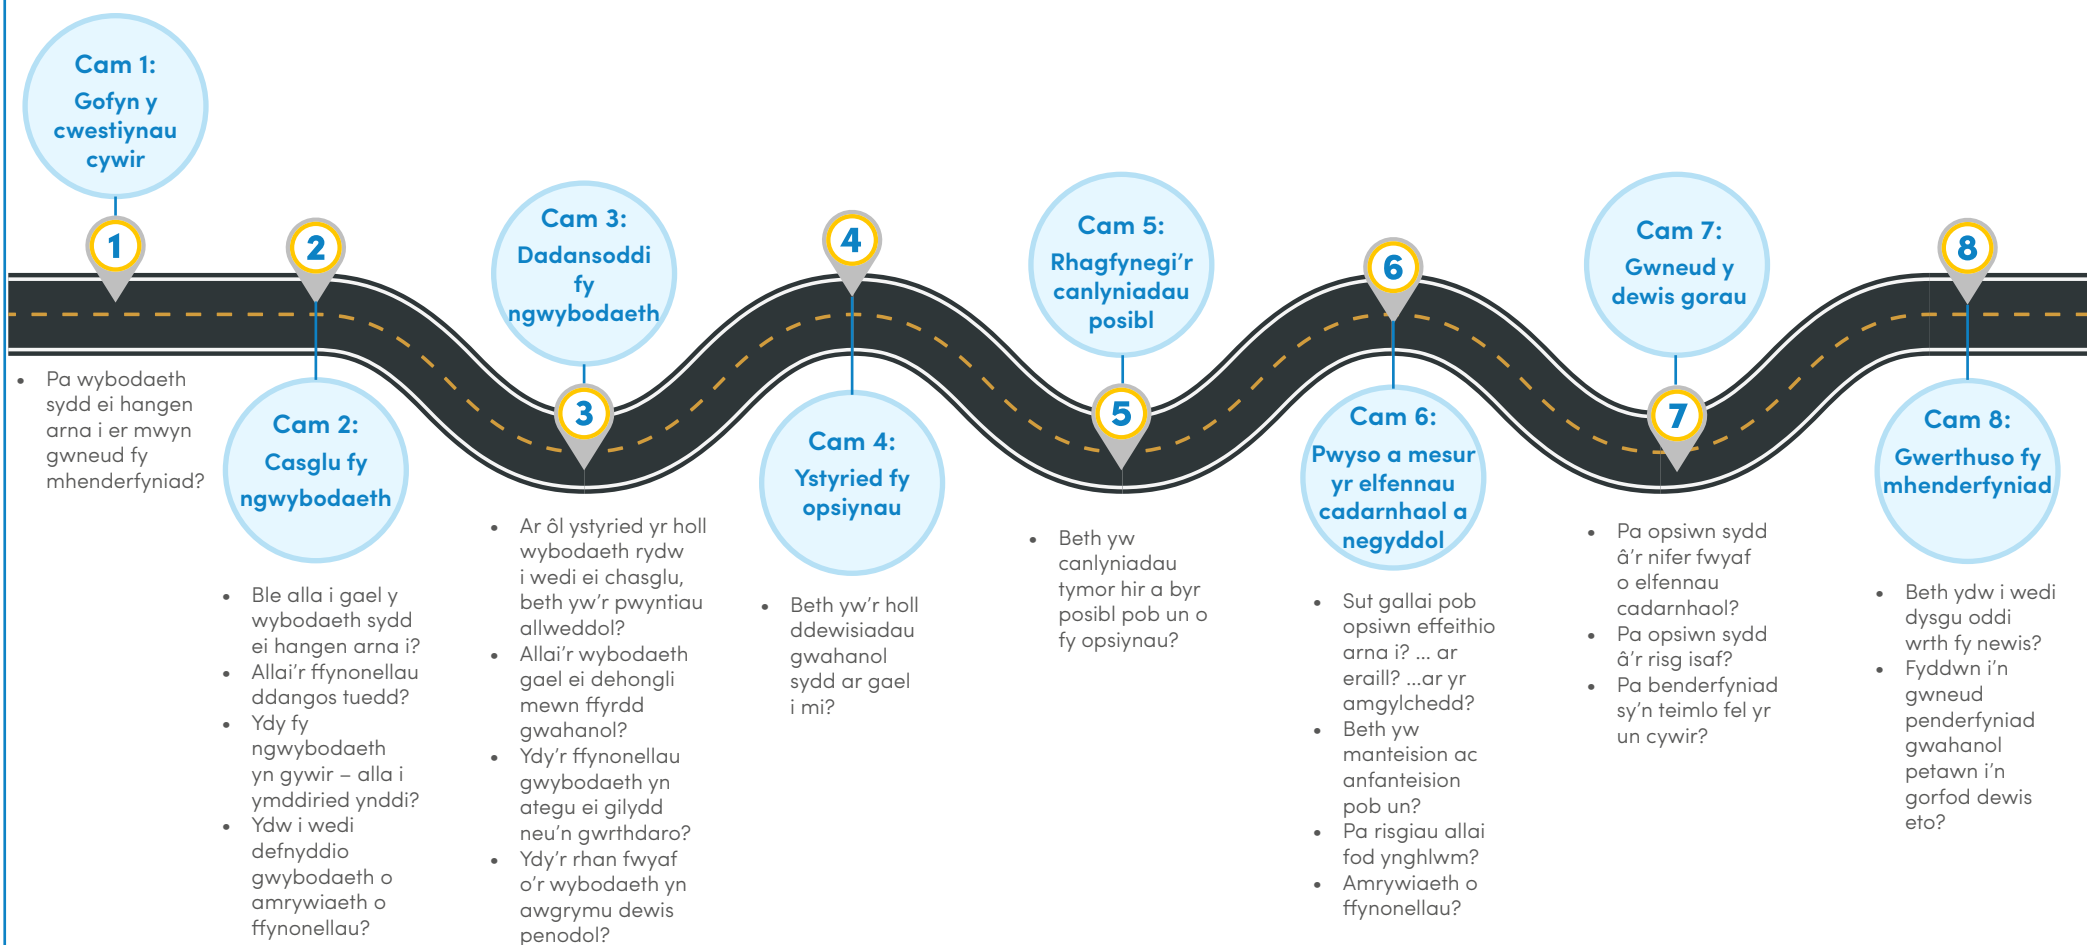 Cam 1:
Gofyn y
cwestiynau
cywir
1
• Pa wybodaeth
sydd ei hangen
arna i er mwyn
gwneud fy
mhenderfyniad?
2
Cam 2:
Casglu fy
ngwybodaeth
• Ble alla i gael y
wybodaeth sydd
ei hangen arna i?
• Allai'r ffynonellau
ddangos tuedd?
• Ydy fy
ngwybodaeth
yn gywir – alla i
ymddiried ynddi?
• Ydw i wedi
defnyddio
gwybodaeth o
amrywiaeth o
ffynonellau?
Cam 3:
Dadansoddi
fy
ngwybodaeth
3
• Ar ôl ystyried yr holl
wybodaeth rydw
i wedi ei chasglu,
beth yw'r pwyntiau
allweddol?
• Allai'r wybodaeth
gael ei dehongli
mewn ffyrdd
gwahanol?
• Ydy'r ffynonellau
gwybodaeth yn
ategu ei gilydd
neu'n gwrthdaro?
• Ydy'r rhan fwyaf
o'r wybodaeth yn
awgrymu dewis
penodol?
4
Cam 4:
Ystyried fy
opsiynau
• Beth yw'r holl
ddewisiadau
gwahanol
sydd ar gael
i mi?
Cam 5:
Rhagfynegi'r
canlyniadau
posibl
5
• Beth yw
canlyniadau
tymor hir a byr
posibl pob un o
fy opsiynau?
6
Cam 6:
Pwyso a mesur
yr elfennau
cadarnhaol a
negyddol
• Sut gallai pob
opsiwn effeithio
arna i? ... ar
eraill? ...ar yr
amgylchedd?
• Beth yw
manteision ac
anfanteision
pob un?
• Pa risgiau allai
fod ynghlwm?
• Amrywiaeth o
ffynonellau?
Cam 7:
Gwneud y
dewis gorau
7
• Pa opsiwn sydd
â'r nifer fwyaf
o elfennau
cadarnhaol?
• Pa opsiwn sydd
â'r risg isaf?
• Pa benderfyniad
sy'n teimlo fel yr
un cywir?
8
Cam 8:
Gwerthuso fy
mhenderfyniad
• Beth ydw i wedi
dysgu oddi
wrth fy newis?
• Fyddwn i'n
gwneud
penderfyniad
gwahanol
petawn i'n
gorfod dewis
eto?